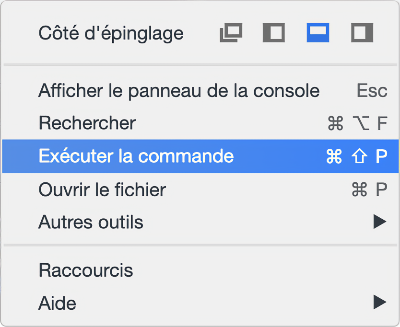 Côté d'épinglage
Afficher le panneau de la console Esc
Rechercher ⌘ ⌥ F
Exécuter la commande ⌘ ⇧ P
Ouvrir le fichier ⌘ P
Autres outils ▶
Raccourcis
Aide ▶